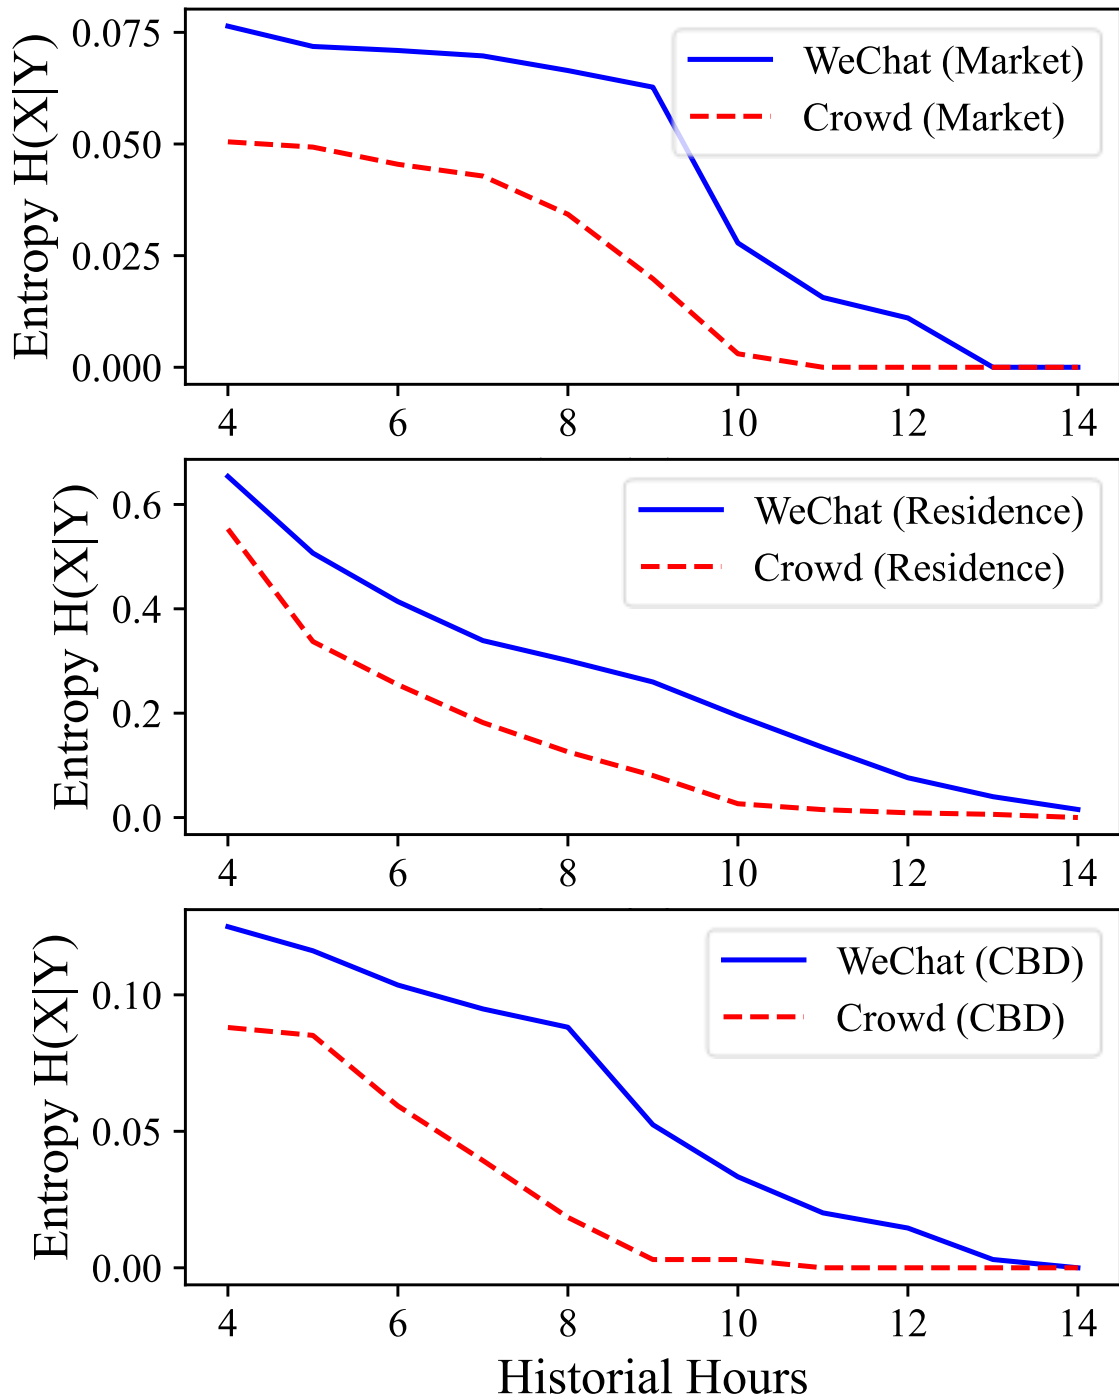 Entropy H(X|Y)
0.075
0.050
0.025
0.000
WeChat (Market)
Crowd (Market)
4 6 8 10 12 14
Entropy H(X|Y)
0.6
0.4
0.2
0.0
WeChat (Residence)
Crowd (Residence)
4 6 8 10 12 14
Entropy H(X|Y)
0.10
0.05
0.00
WeChat (CBD)
Crowd (CBD)
4 6 8 10 12 14
Historial Hours